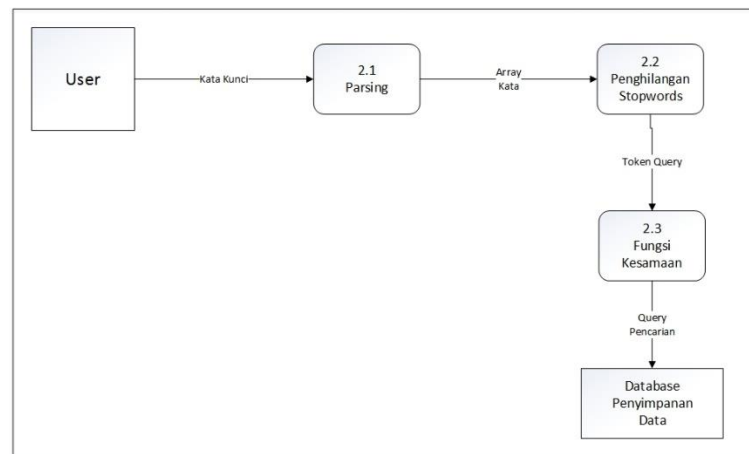 User
Kata Kunci
2.1
Parsing
Array
Kata
2.2
Penghilangan
Stopwords
Token Query
2.3
Fungsi
Kesamaan
Query
Pencarian
Database
Penyimpanan
Data